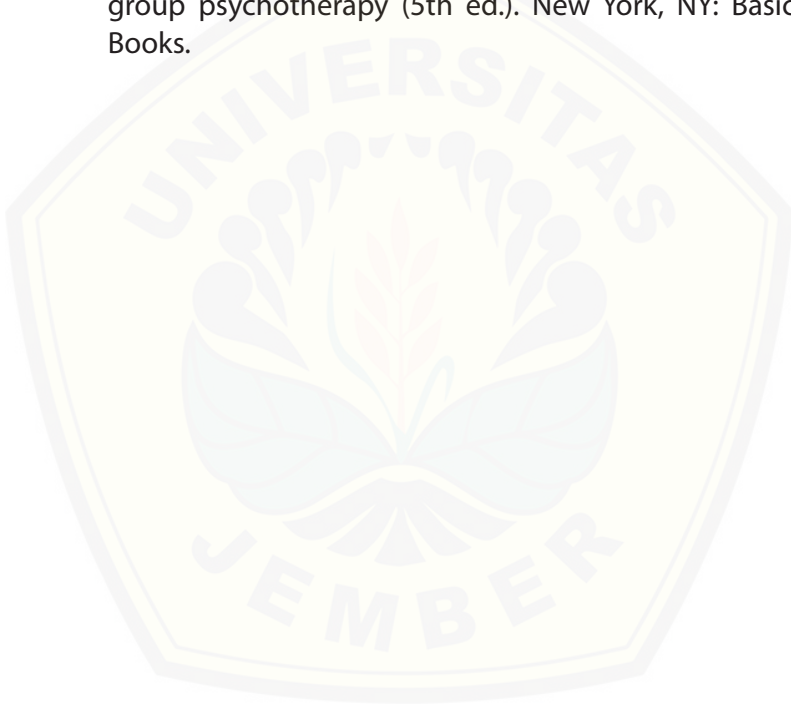 group psychotherapy (5th ed.). New York, NY: Basic
Books.
UNIVERSITAS
JEMBER